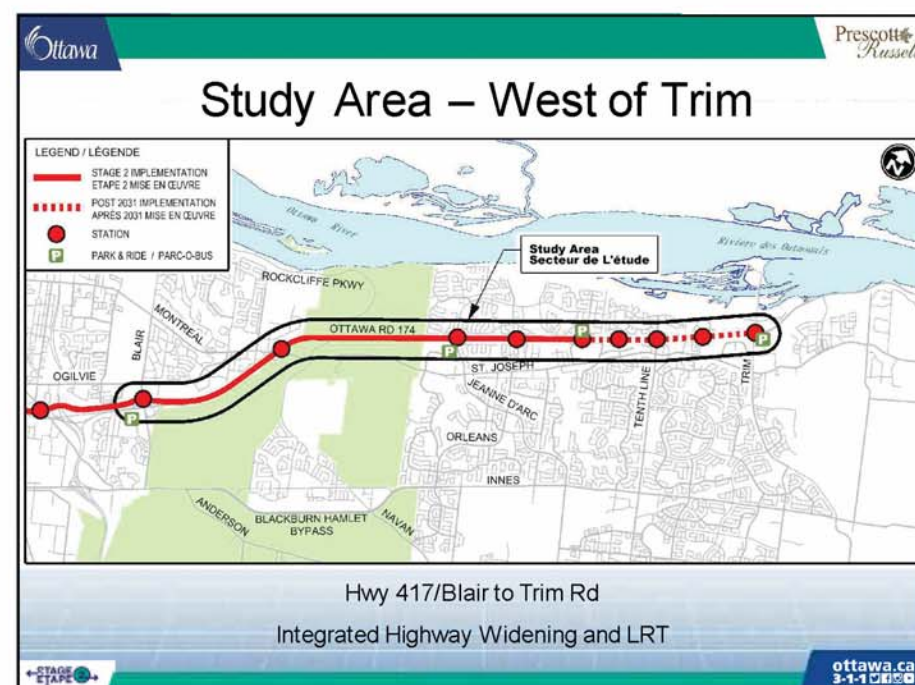 Ottawa
Prescott
Russell
Study Area – West of Trim
LEGEND / LÉGENDE
STAGE 2 IMPLEMENTATION
ETAPE 2 MISE EN ŒUVRE
POST 2031 IMPLEMENTATION
APRÈS 2031 MISE EN ŒUVRE
STATION
P PARK & RIDE / PARC-O-BUS
Ottawa River
Rivière des Outaouais
Study Area
Secteur de L'étude
ROCKCLIFFE PKWY
MONTREAL
BLAIR
OGILVIE
OTTAWA RD 174
ST. JOSEPH
JEANNE D'ARC
TENTH LINE
TRIM
ORLEANS
INNES
ANDERSON
BLACKBURN HAMLET
BYPASS
NAVAN
P
P
P
P
Hwy 417/Blair to Trim Rd
Integrated Highway Widening and LRT
STAGE 2
ETAPE
ottawa.ca
3-1-1